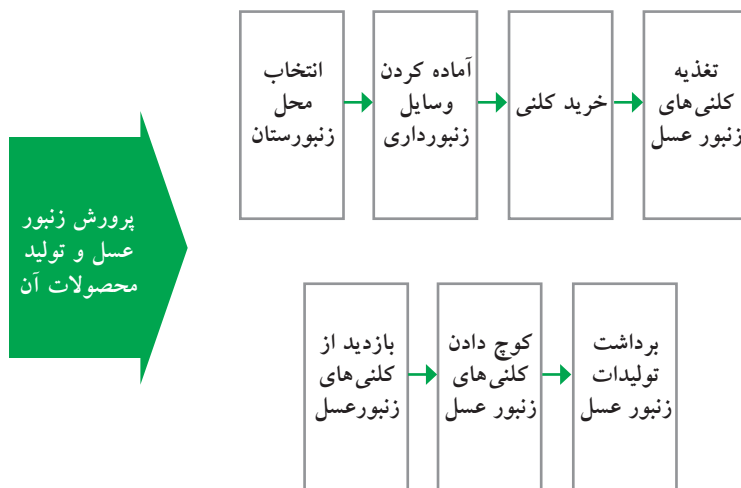 پرورش زنبور
عسل و تولید
محصولات آن
انتخاب
محل
زنبورستان
آماده کردن
وسایل
زنبورداری
خرید کلنی
تغذیه
کلنی‌های
زنبور عسل
بازدید از
کلنی‌های
زنبورعسل
کوچ دادن
کلنی‌های
زنبور عسل
برداشت
تولیدات
زنبور عسل